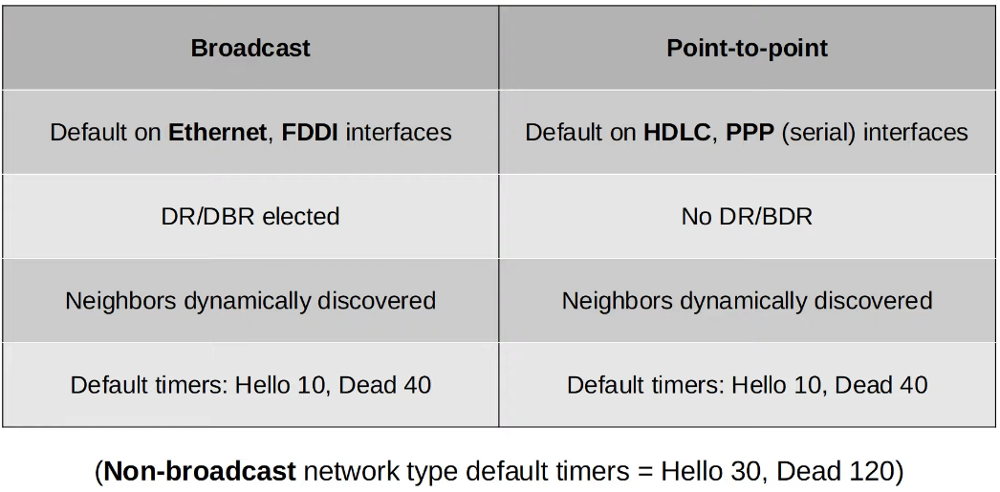 Broadcast
Point-to-point
Default on Ethernet, FDDI interfaces
Default on HDLC, PPP (serial) interfaces
DR/DBR elected
No DR/BDR
Neighbors dynamically discovered
Neighbors dynamically discovered
Default timers: Hello 10, Dead 40
Default timers: Hello 10, Dead 40
(Non-broadcast network type default timers = Hello 30, Dead 120)